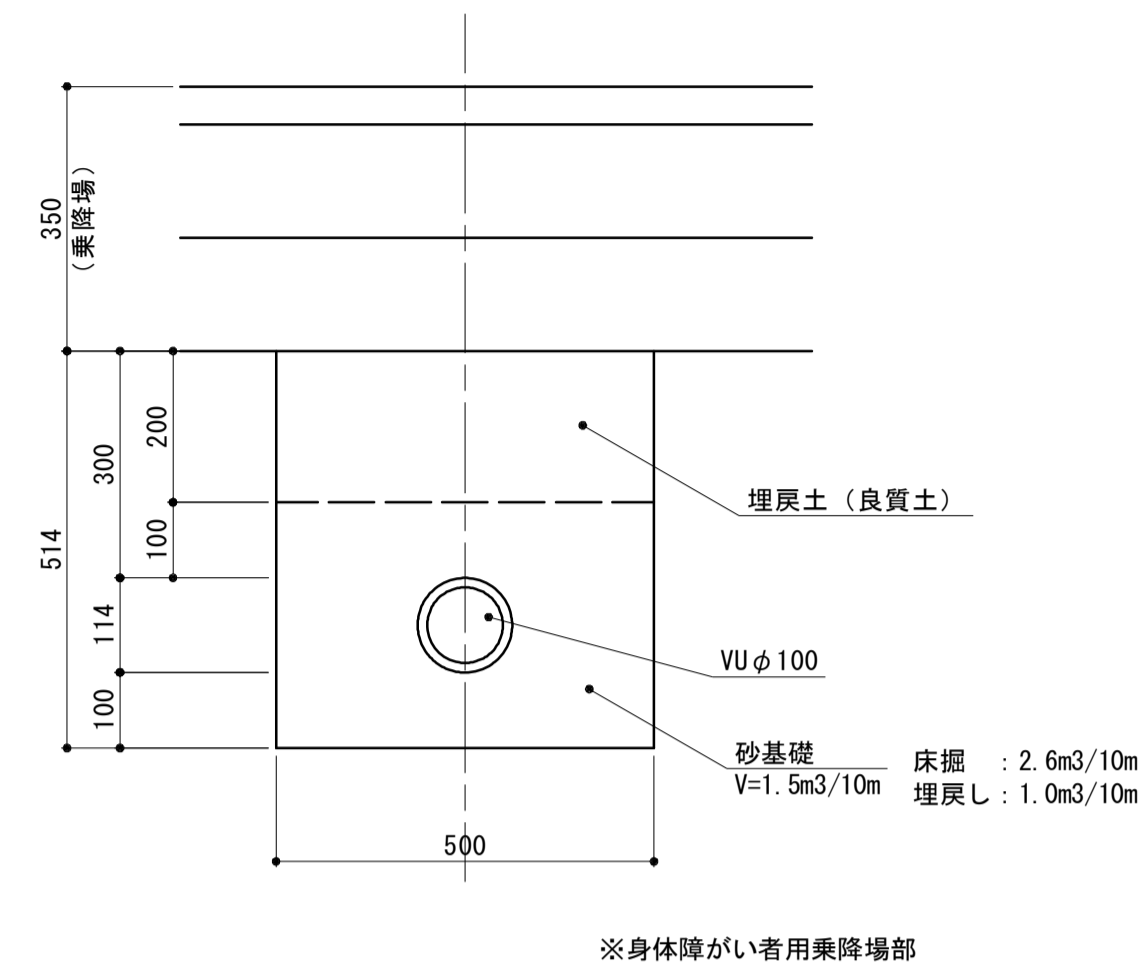 350
（乗降場）
200
300
100
514
114
100
埋戻土（良質土）
VUφ100
砂基礎
V=1.5m3/10m
床掘　：2.6m3/10m
埋戻し：1.0m3/10m
500
※身体障がい者用乗降場部